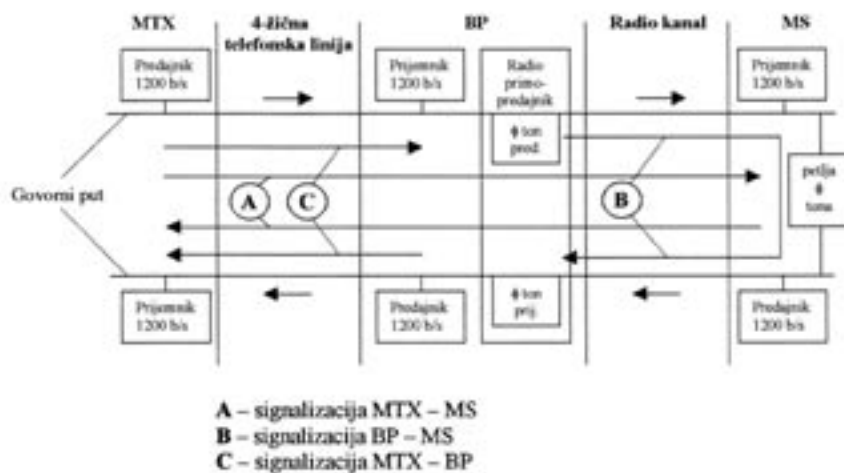 MTX
4-žična
telefonska linija
BP
Radio kanal
MS
Predajnik
1200 b/s
Prijemnik
1200 b/s
Radio
primo-
predajnik
Prijemnik
1200 b/s
ϕ ton
pred.
petlja
ϕ
tona
Govorni put
A
C
B
Prijemnik
1200 b/s
Predajnik
1200 b/s
ϕ ton
prij.
Predajnik
1200 b/s
A – signalizacija MTX – MS
B – signalizacija BP – MS
C – signalizacija MTX – BP